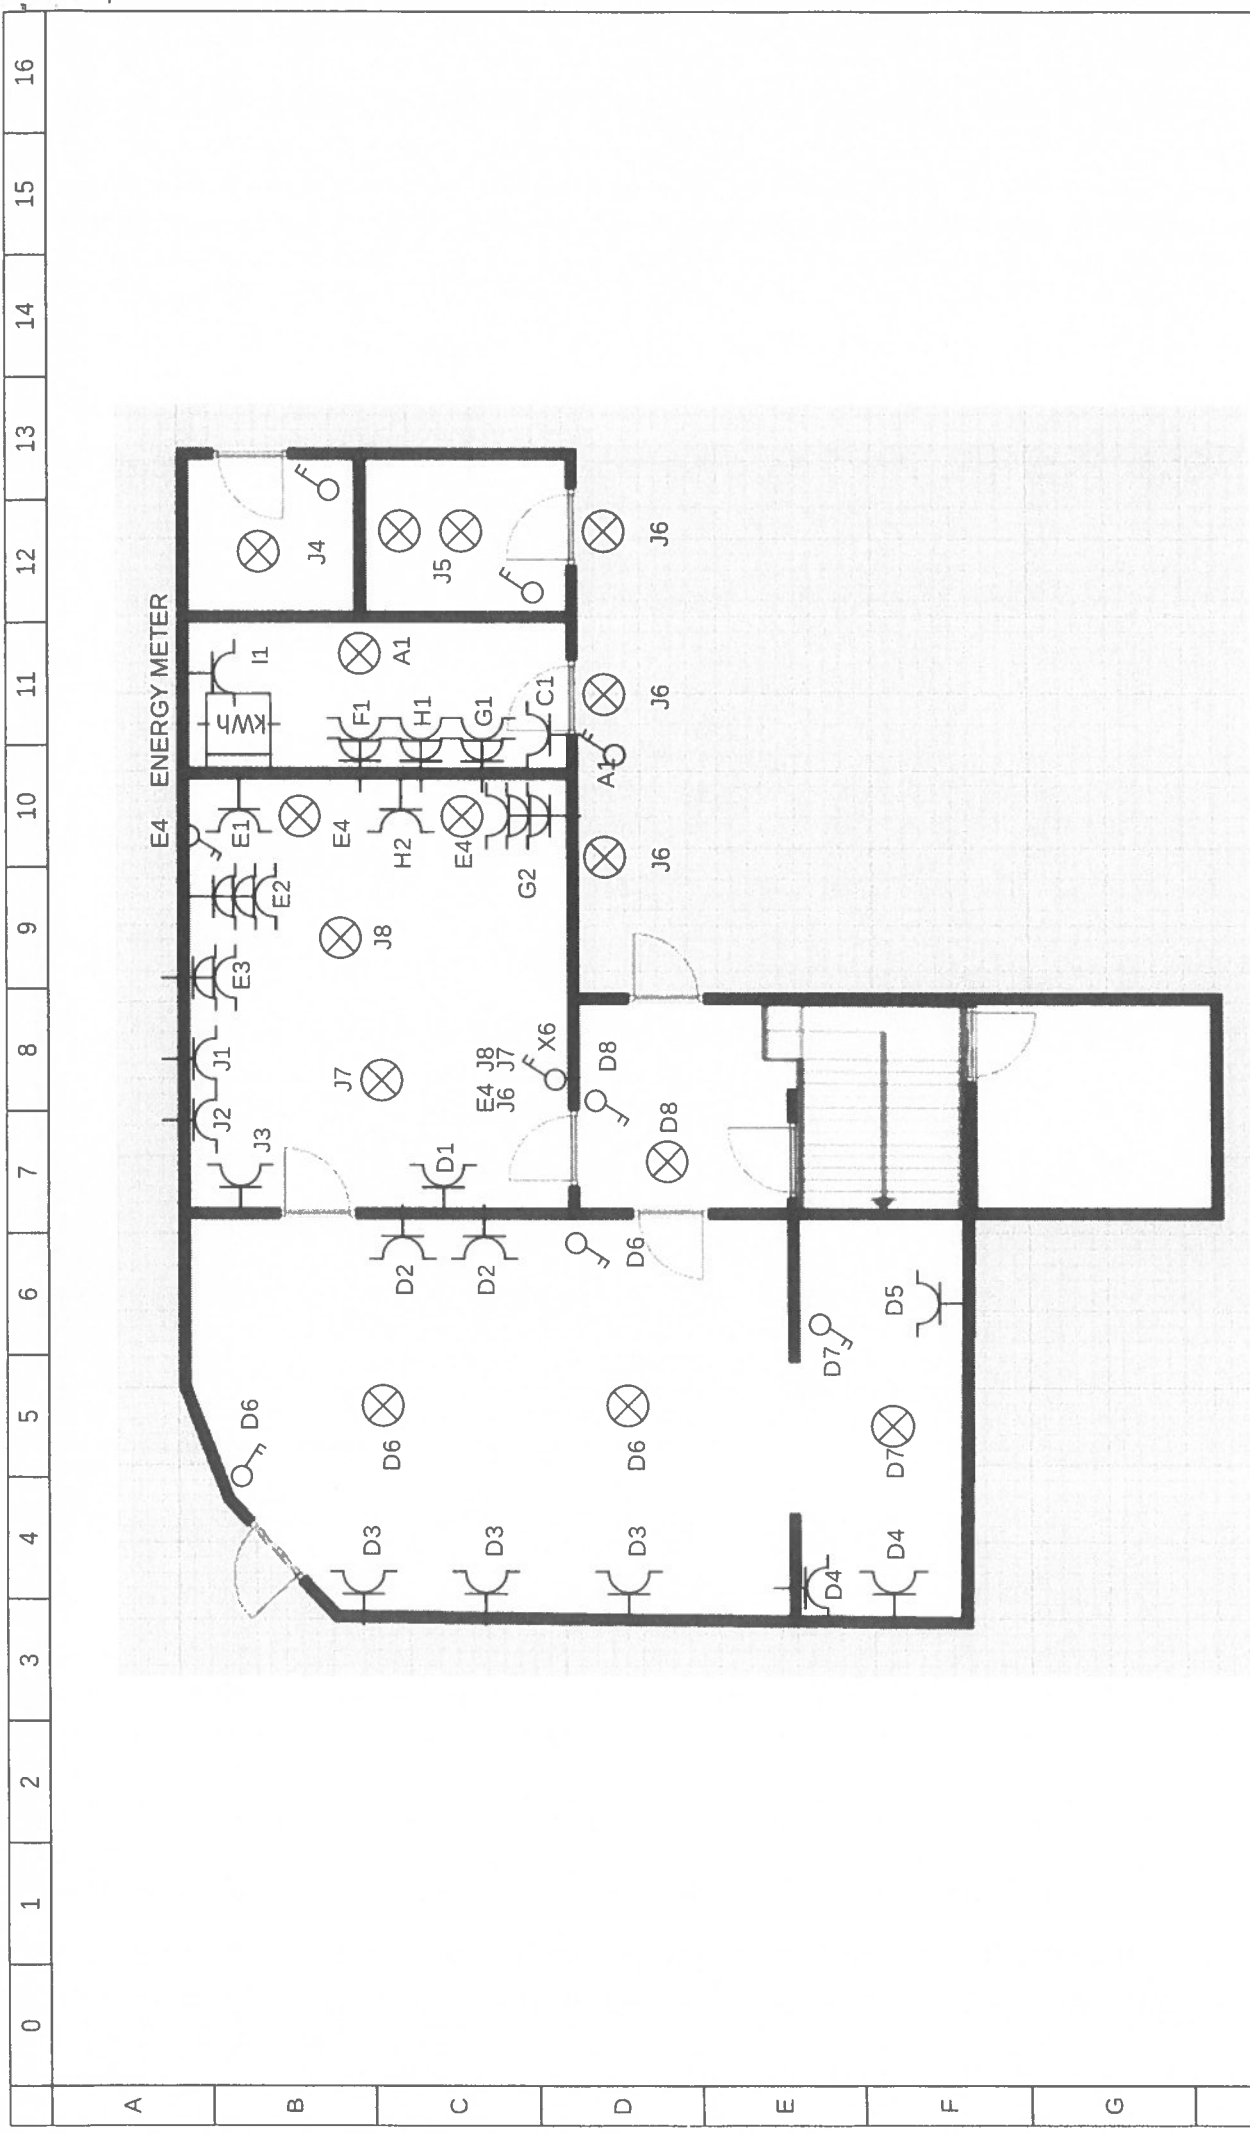 16
15
14
13
12
11
10
9
8
7
6
5
4
3
2
1
0
A
B
C
D
E
F
G
E4
ENERGY METER
J4
J5
J6
I1
A1
kWh
F1
H1
G1
C1
J6
A1
E1
E4
H2
E4
G2
J6
E2
E3
J8
J1
J2
J3
J7
E4 J8
J6 J7
X6
D8
D8
D1
D2
D2
D6
D5
D7
D6
D6
D6
D7
D3
D3
D3
D4
D4